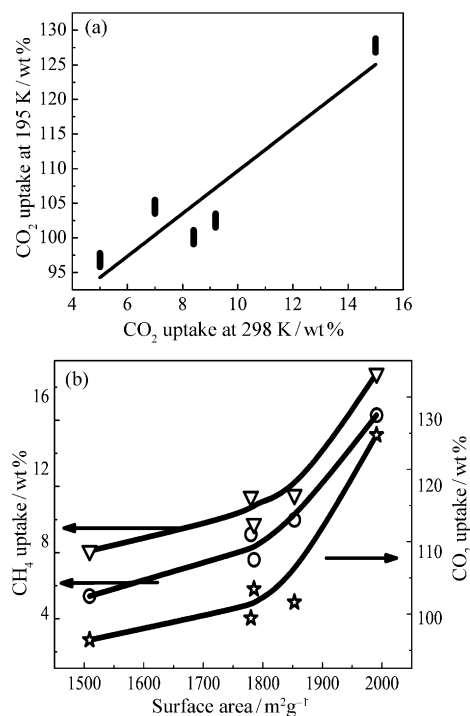 (a)
CO₂ uptake at 195 K / wt %
130
125
120
115
110
105
100
95
4 6 8 10 12 14 16
CO₂ uptake at 298 K / wt %
(b)
CH₄ uptake / wt %
16
12
8
4
CO₂ uptake / wt %
130
120
110
100
1500 1600 1700 1800 1900 2000
Surface area / m²g⁻¹